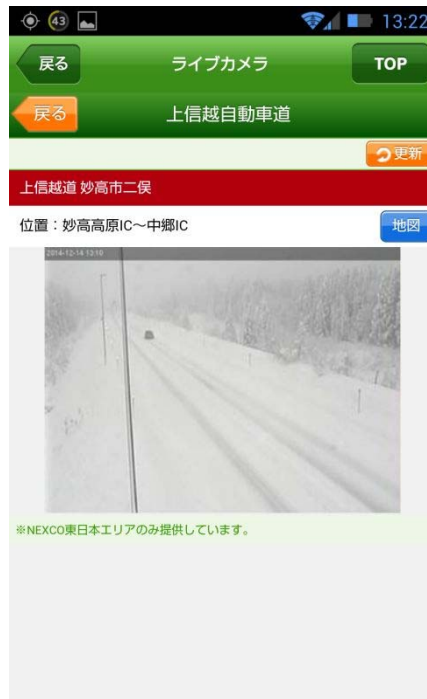 43
13:22
戻る
ライブカメラ
TOP
戻る
上信越自動車道
更新
上信越道 妙高市二俣
位置：妙高高原IC～中郷IC
地図
2014-12-14 13:10
※NEXCO東日本エリアのみ提供しています。